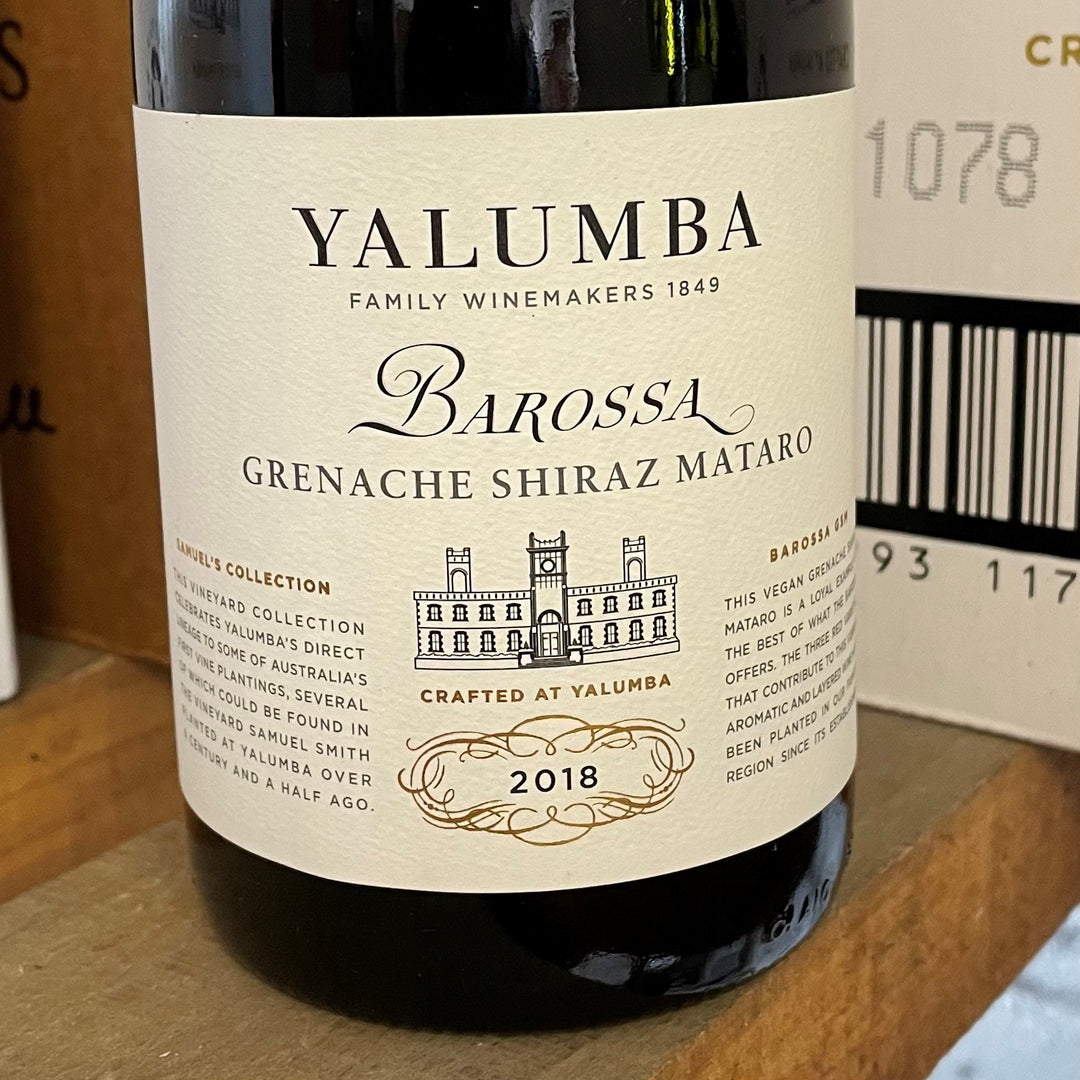 YALUMBA
FAMILY WINEMAKERS 1849
BAROSSA
GRENACHE SHIRAZ MATARO
SAMUEL'S COLLECTION
THIS VINEYARD COLLECTION
CELEBRATES YALUMBA'S DIRECT
LINEAGE TO SOME OF AUSTRALIA'S
FIRST VINE PLANTINGS, SEVERAL
OF WHICH COULD BE FOUND IN
THE VINEYARD SAMUEL SMITH
PLANTED AT YALUMBA OVER
A CENTURY AND A HALF AGO.
CRAFTED AT YALUMBA
2018
BAROSSA GSM
THIS VEGAN GRENACHE
MATARO IS A LOYAL
THE BEST OF WHAT THE
OFFERS. THE THREE RED
THAT CONTRIBUTE TO THIS
AROMATIC AND LAYERED
BEEN PLANTED IN OUR
REGION SINCE ITS
CR
1078
93 117